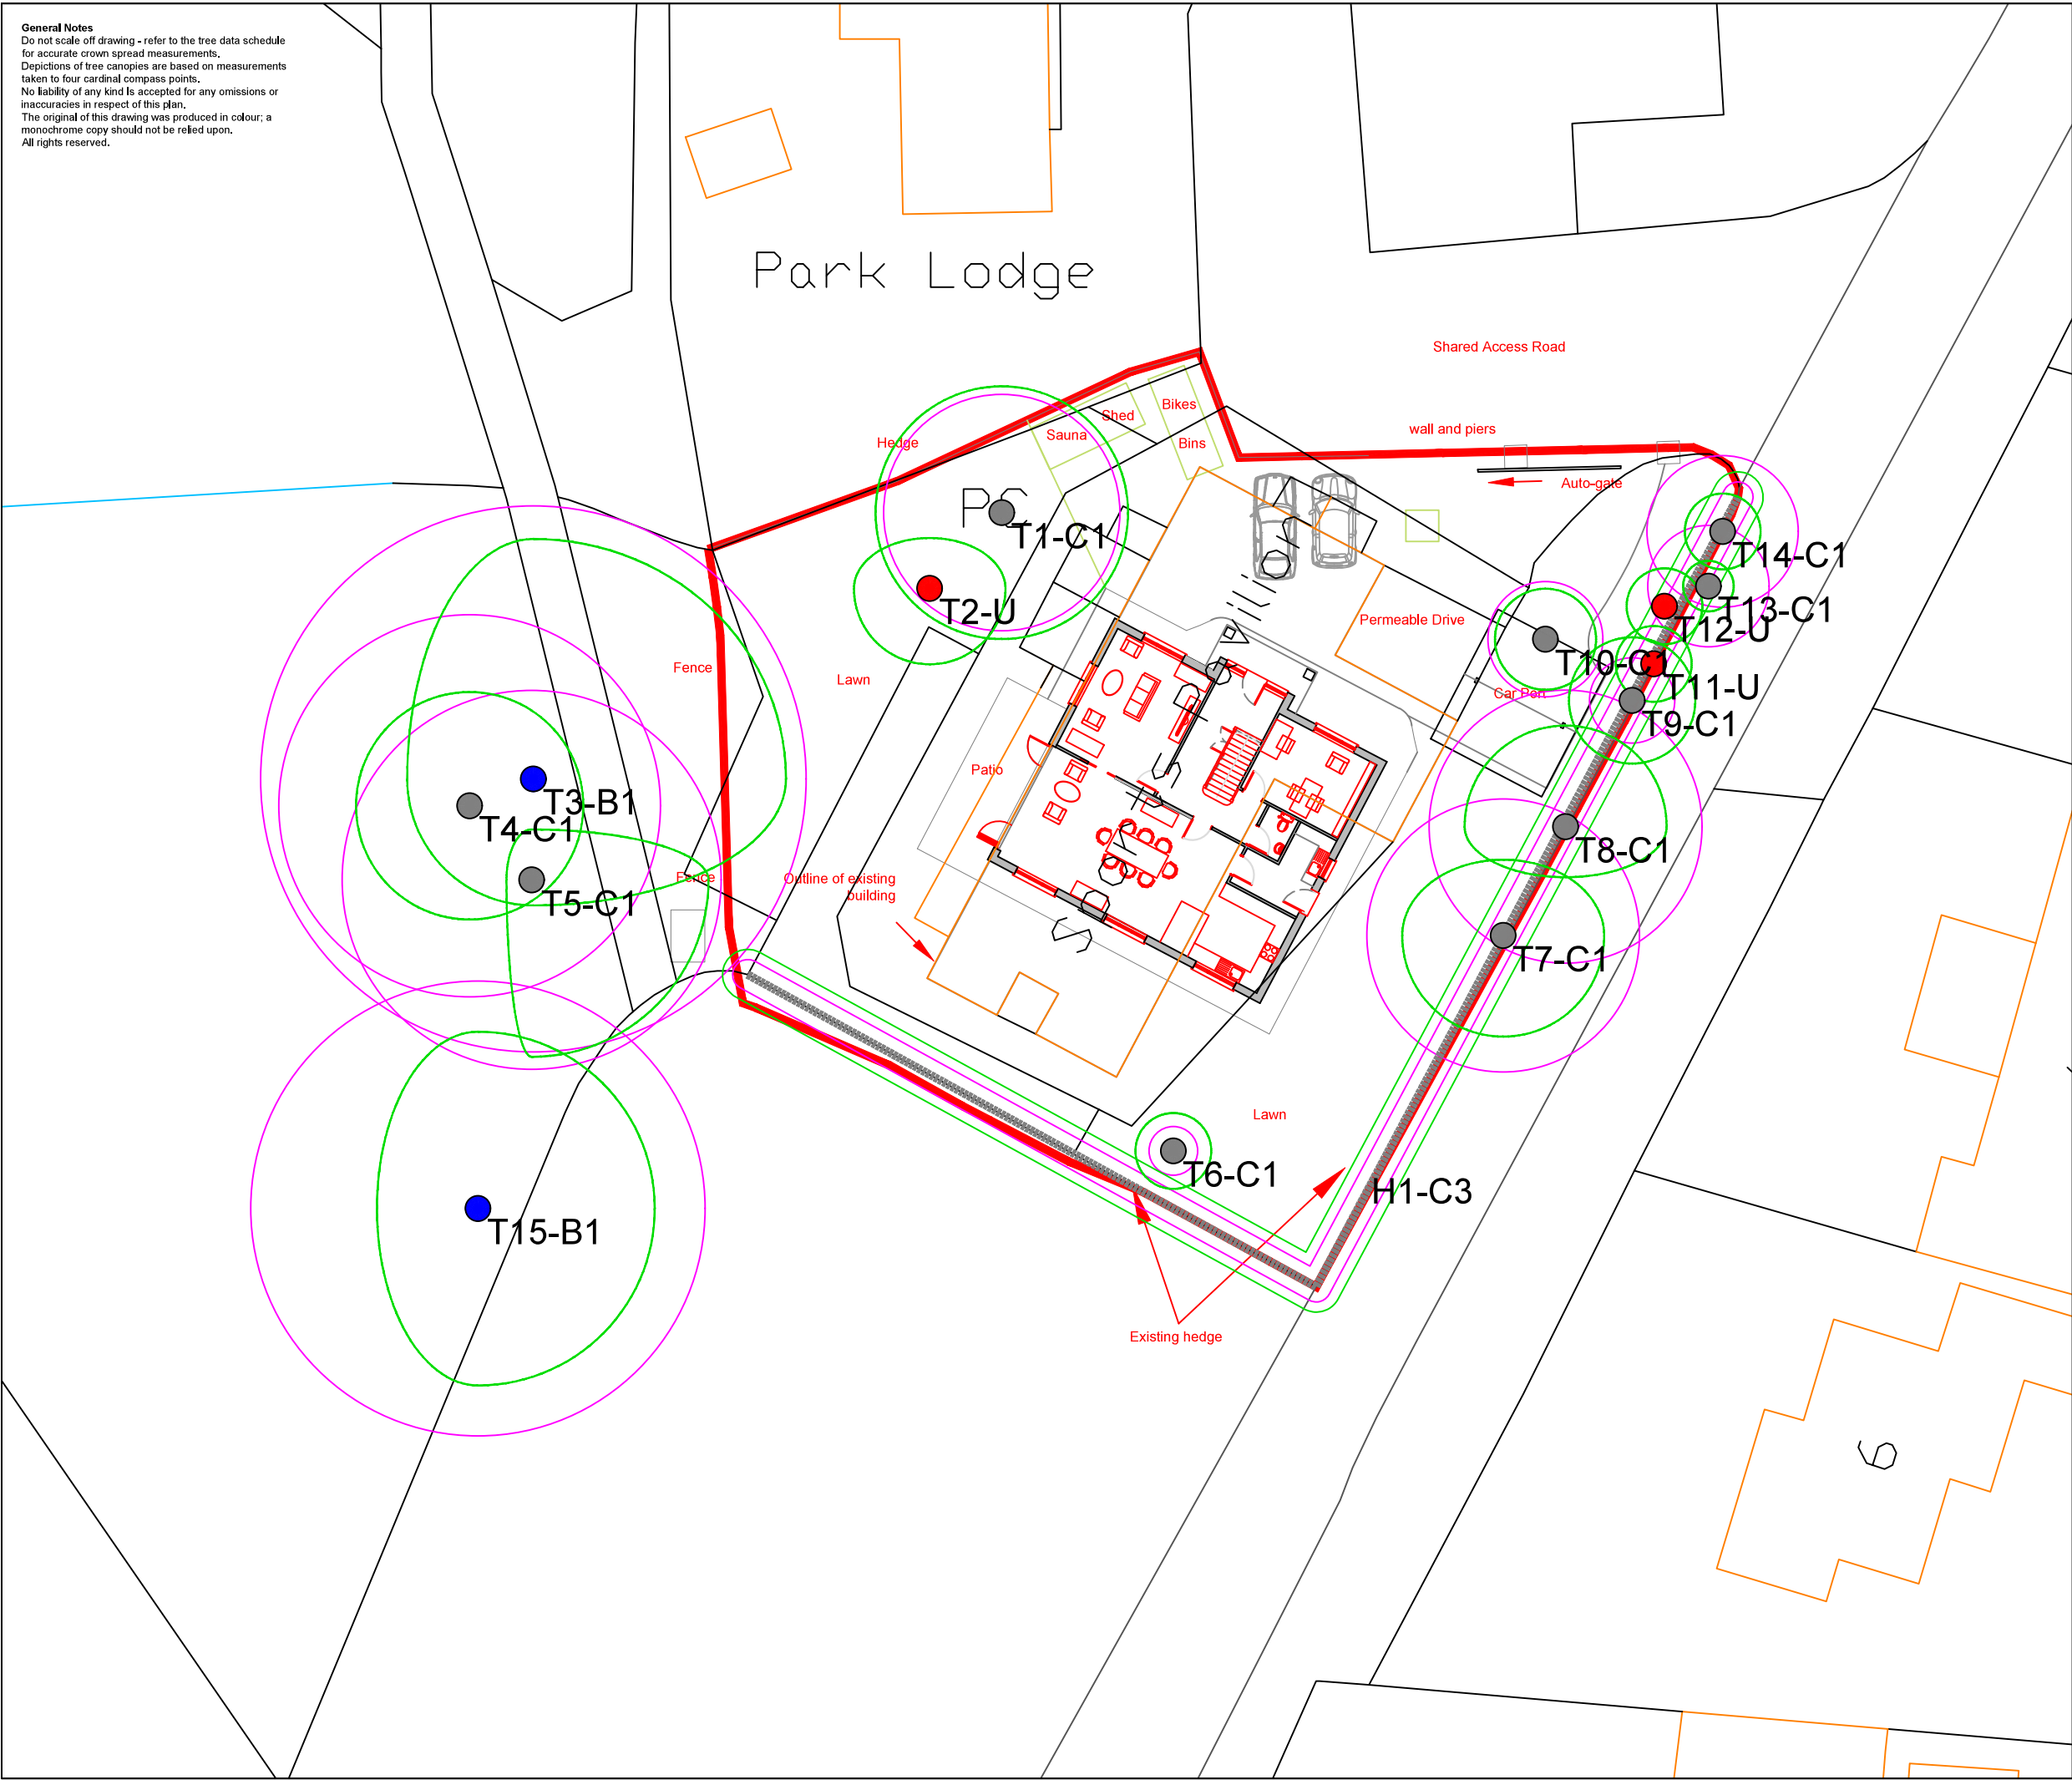 General Notes
Do not scale off drawing - refer to the tree data schedule
for accurate crown spread measurements.
Depictions of tree canopies are based on measurements
taken to four cardinal compass points.
No liability of any kind is accepted for any omissions or
inaccuracies in respect of this plan.
The original of this drawing was produced in colour; a
monochrome copy should not be relied upon.
All rights reserved.
Park Lodge
Shared Access Road
Bikes
Shed
Sauna
Bins
Hedge
wall and piers
Auto-gate
T1-C1
T14-C1
T2-U
T13-C1
T12-U
Permeable Drive
T10-C1
Fence
Lawn
T11-U
Car Port
T9-C1
Patio
T3-B1
T4-C1
T8-C1
Fence
Outline of existing
building
T5-C1
T7-C1
Lawn
T6-C1
H1-C3
T15-B1
Existing hedge
6